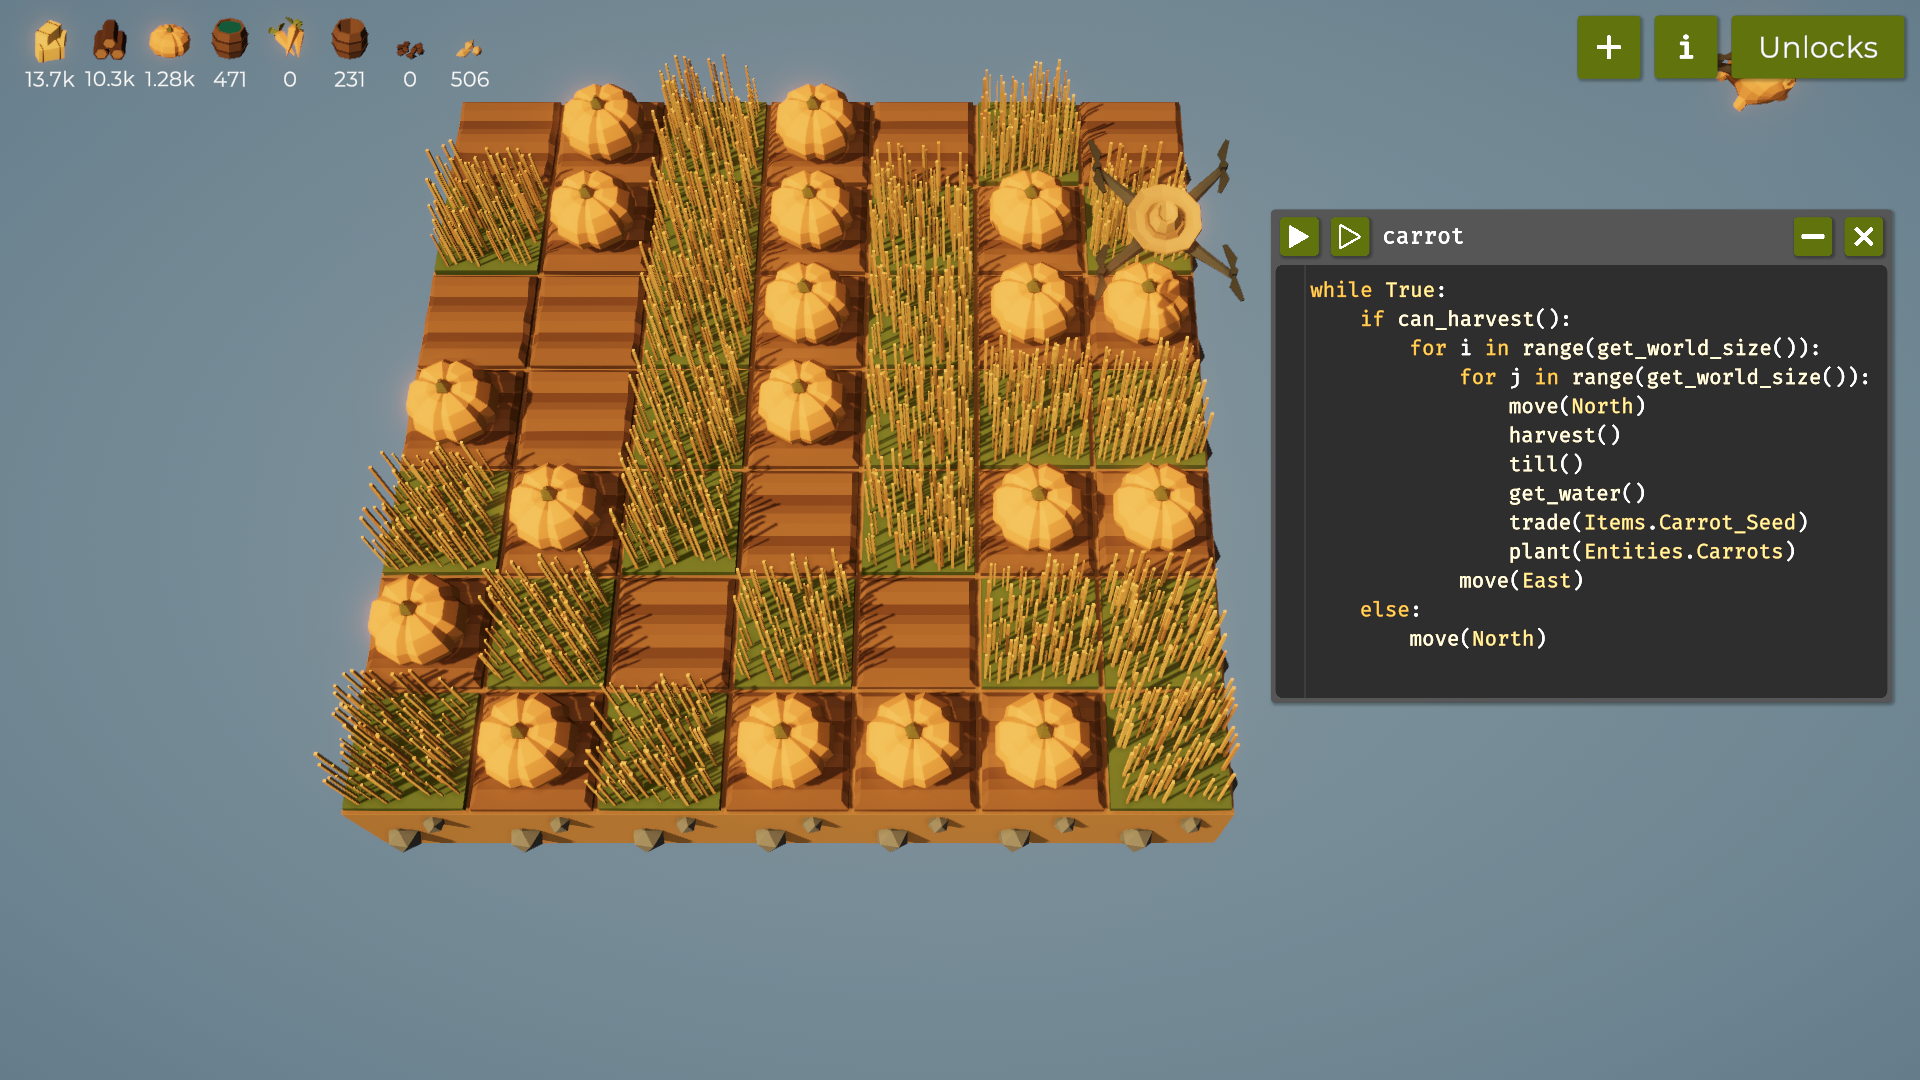 13.7k 10.3k 1.28k 471 0 231 0 506
+ i Unlocks
carrot
while True:
    if can_harvest():
        for i in range(get_world_size()):
            for j in range(get_world_size()):
                move(North)
                harvest()
                till()
                get_water()
                trade(Items.Carrot_Seed)
                plant(Entities.Carrots)
            move(East)
    else:
        move(North)